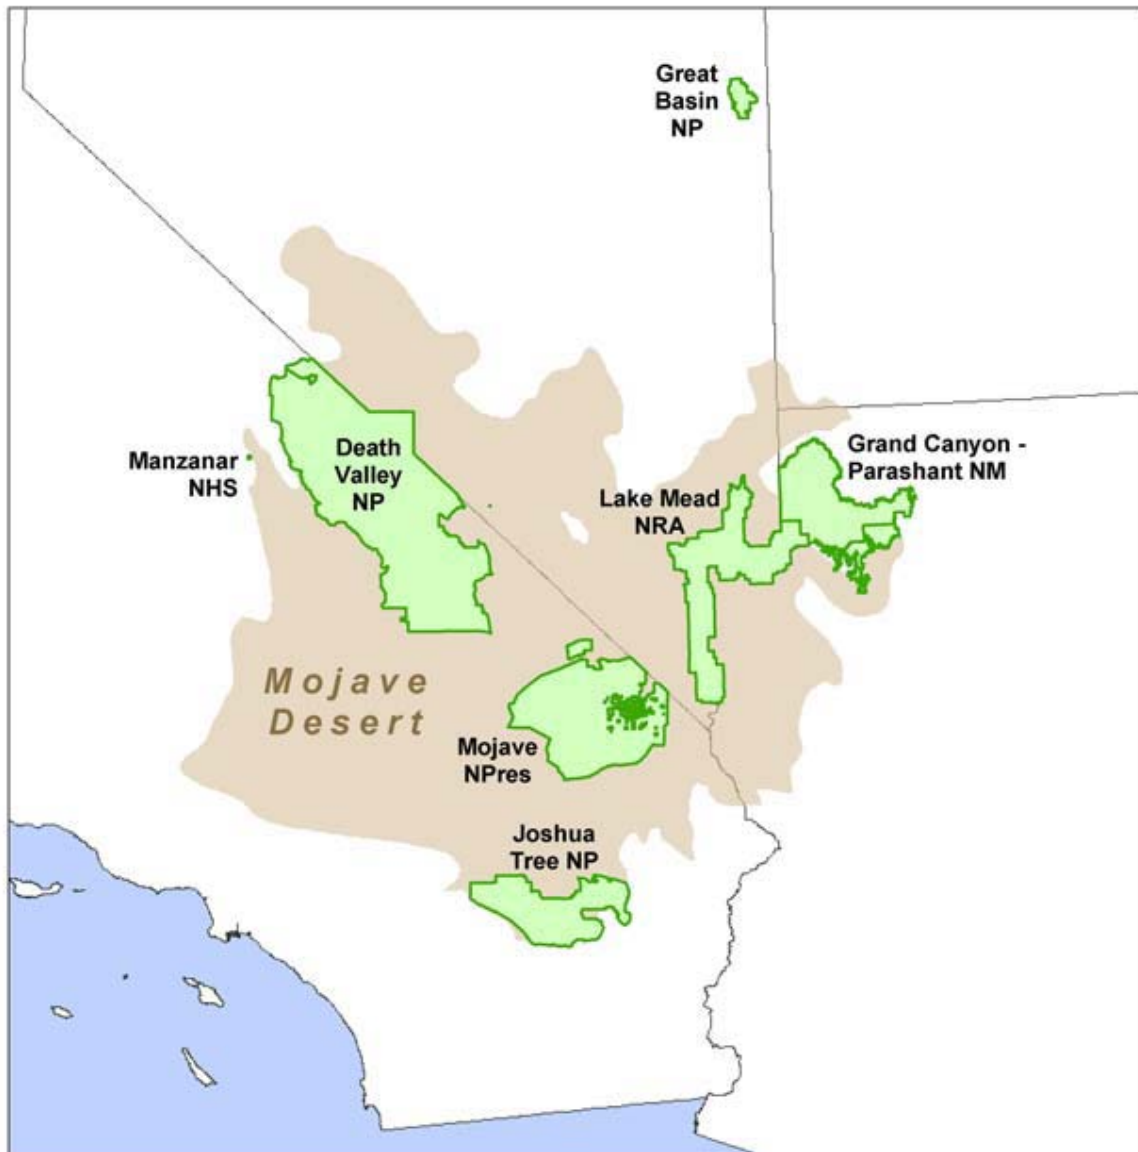 Great
Basin
NP
Death
Valley
NP
Manzanar
NHS
Grand Canyon -
Parashant NM
Lake Mead
NRA
Mojave
Desert
Mojave
NPres
Joshua
Tree NP